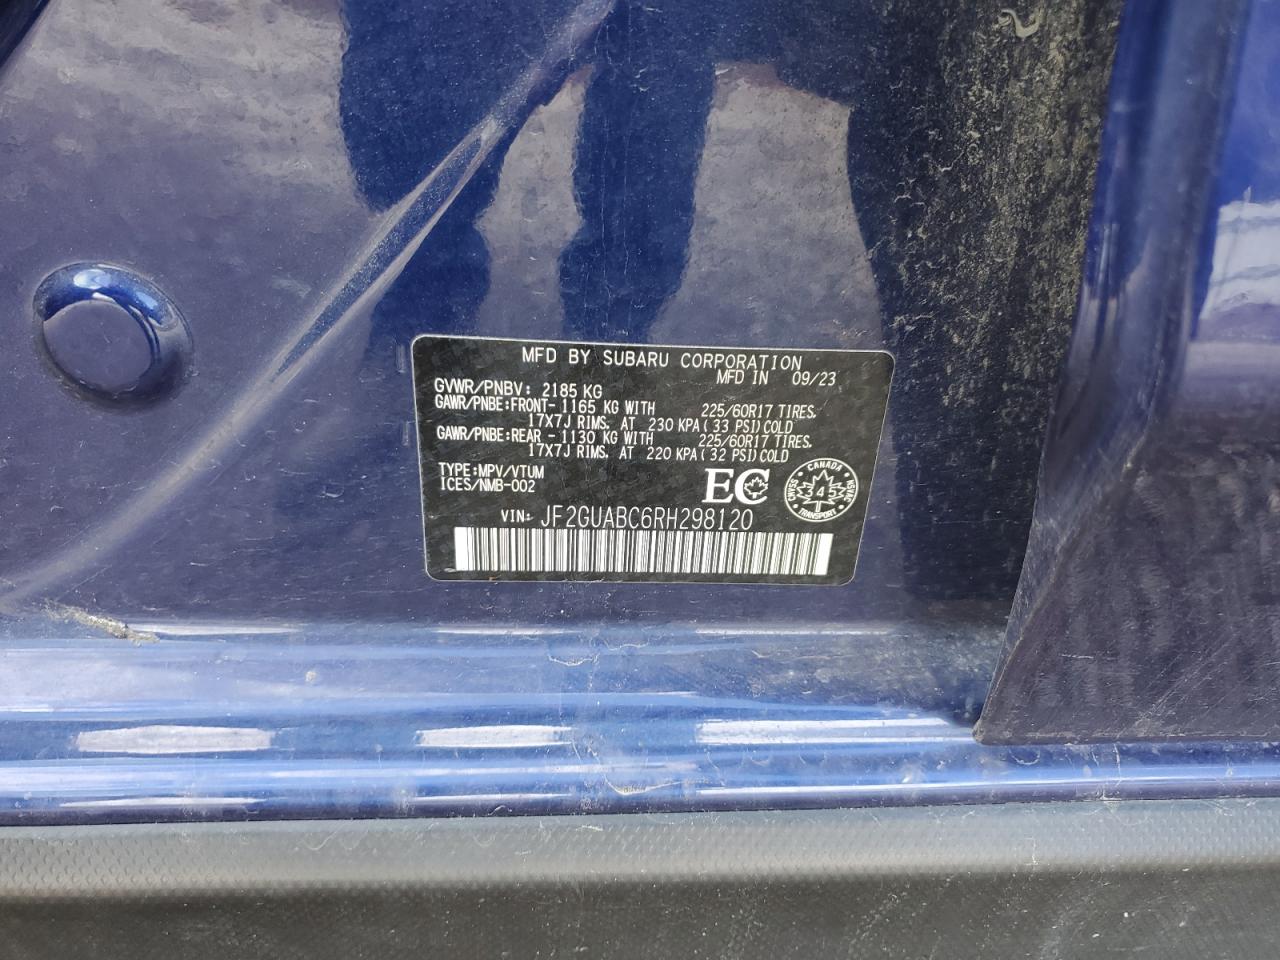 MFD BY SUBARU CORPORATION
MFD IN 09/23
GVWR/PNBV: 2185 KG
GAWR/PNBE:FRONT-1165 KG WITH 225/60R17 TIRES.
17X7J RIMS. AT 230 KPA(33 PSI)COLD
GAWR/PNBE:REAR -1130 KG WITH 225/60R17 TIRES.
17X7J RIMS. AT 220 KPA(32 PSI)COLD
TYPE:MPV/VTUM
ICES/NMB-002
EC
CANADA
CMVSS
345
NSVAC
TRANSPORT
VIN: JF2GUABC6RH298120